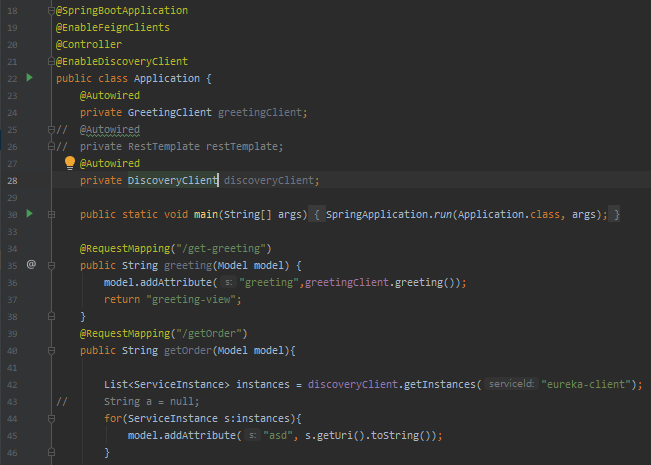 18 @SpringBootApplication
19 @EnableFeignClients
20 @Controller
21 @EnableDiscoveryClient
22 public class Application {
23 @Autowired
24 private GreetingClient greetingClient;
25 // @Autowired
26 // private RestTemplate restTemplate;
27 @Autowired
28 private DiscoveryClient discoveryClient;
29
30 public static void main(String[] args) { SpringApplication.run(Application.class, args); }
33
34 @RequestMapping("/get-greeting")
35 @ public String greeting(Model model) {
36 model.addAttribute( s: "greeting",greetingClient.greeting());
37 return "greeting-view";
38 }
39 @RequestMapping("/getOrder")
40 public String getOrder(Model model){
41
42 List<ServiceInstance> instances = discoveryClient.getInstances( serviceId: "eureka-client");
43 // String a = null;
44 for(ServiceInstance s:instances){
45 model.addAttribute( s: "asd", s.getUri().toString());
46 }